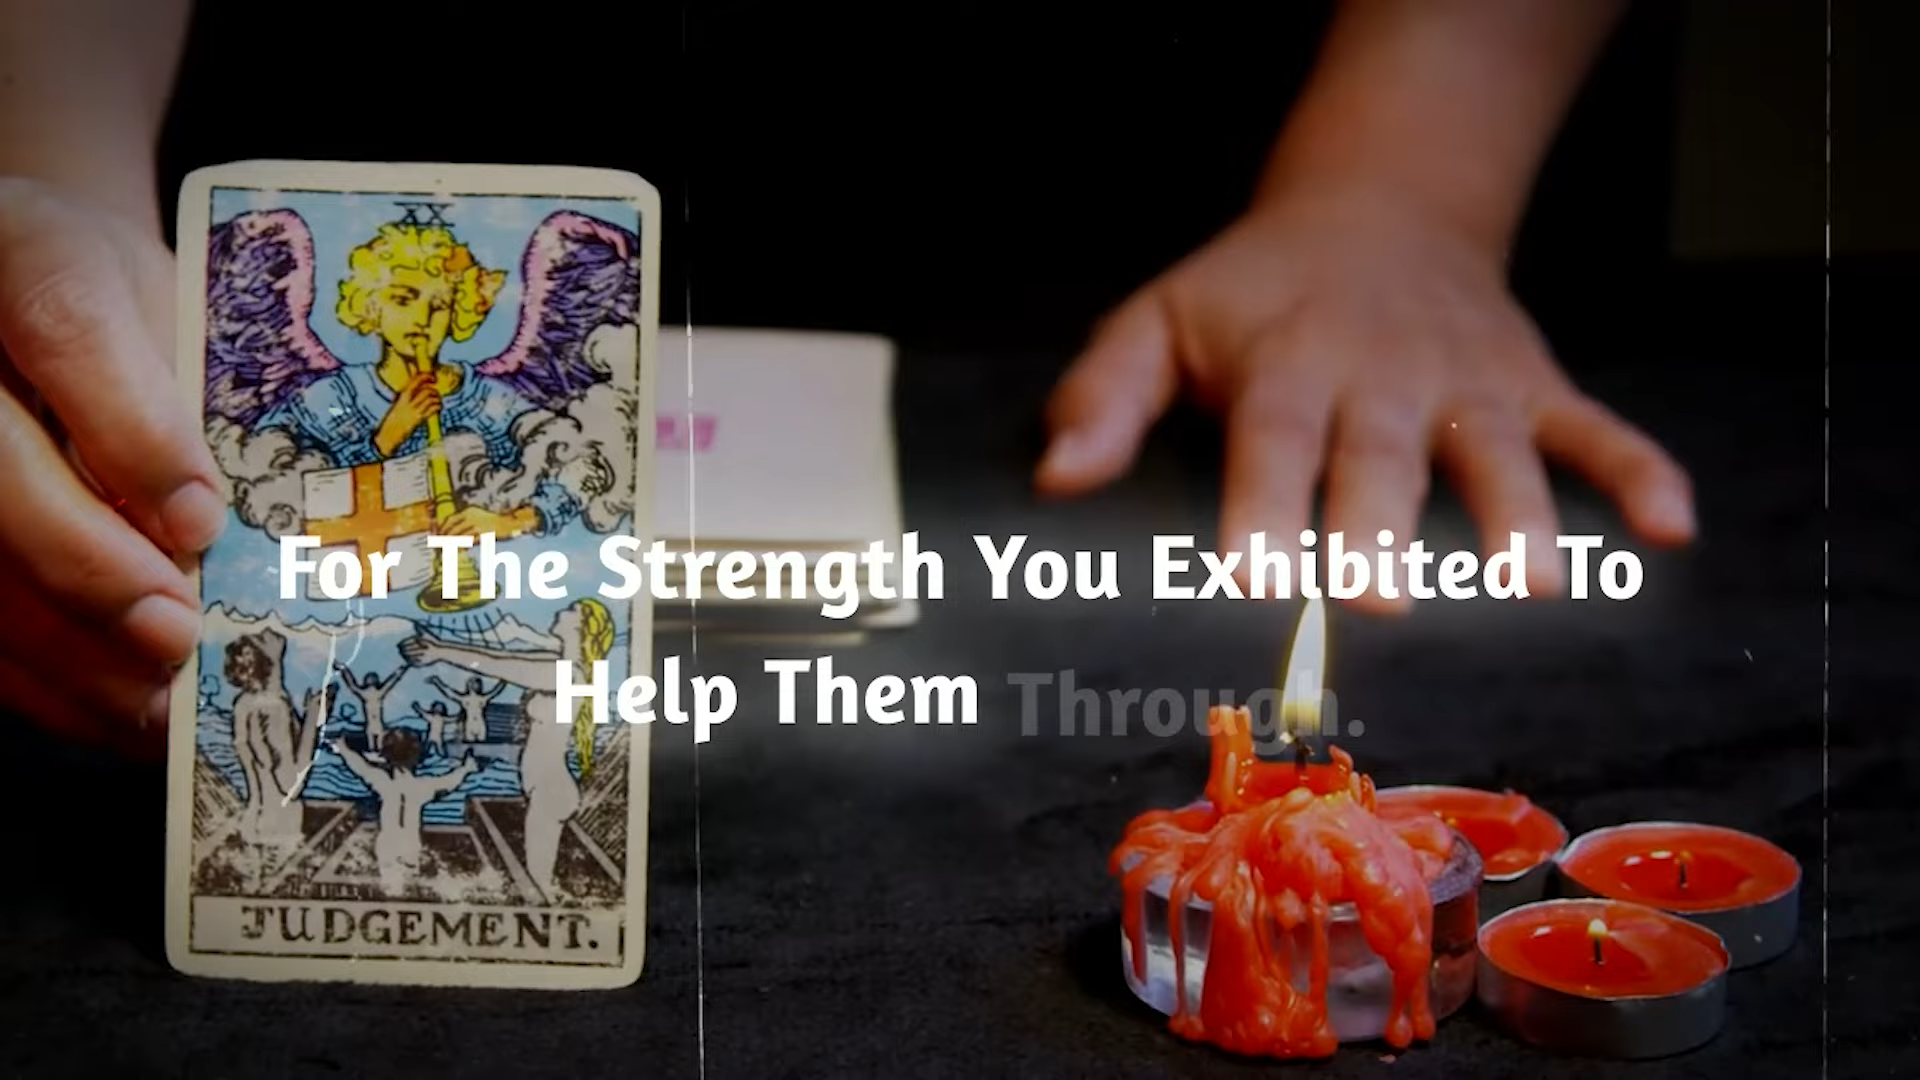 XX
For The Strength You Exhibited To
Help Them Through.
JUDGEMENT.